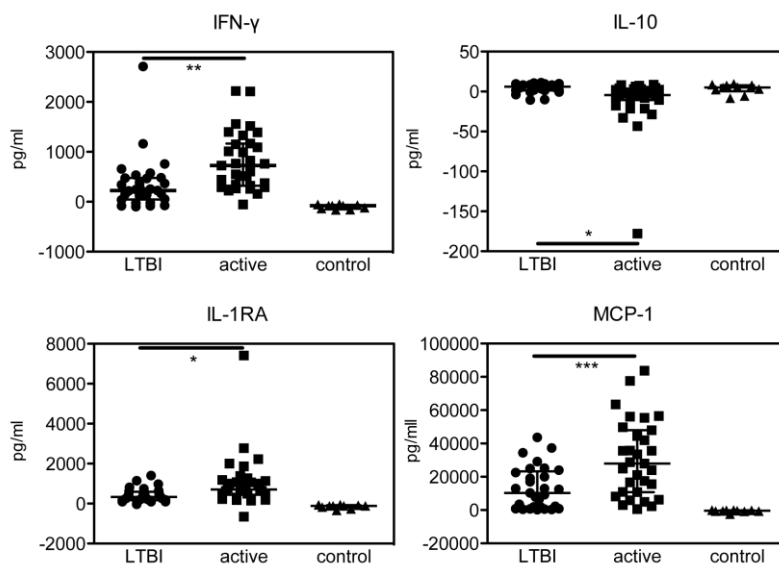 IFN-γ
3000
2000
1000
0
-1000
pg/ml
**
LTBI active control
IL-10
50
0
-50
-100
-150
-200
pg/ml
*
LTBI active control
IL-1RA
8000
6000
4000
2000
0
-2000
pg/ml
*
LTBI active control
MCP-1
100000
80000
60000
40000
20000
0
-20000
pg/mll
***
LTBI active control